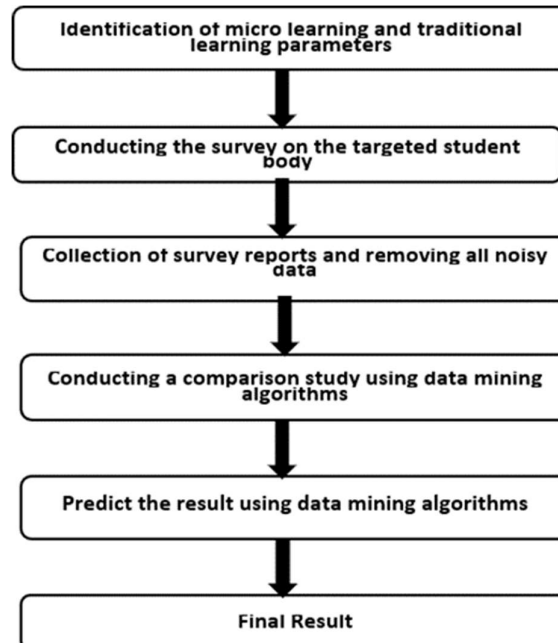 Identification of micro learning and traditional
learning parameters
Conducting the survey on the targeted student
body
Collection of survey reports and removing all noisy
data
Conducting a comparison study using data mining
algorithms
Predict the result using data mining algorithms
Final Result